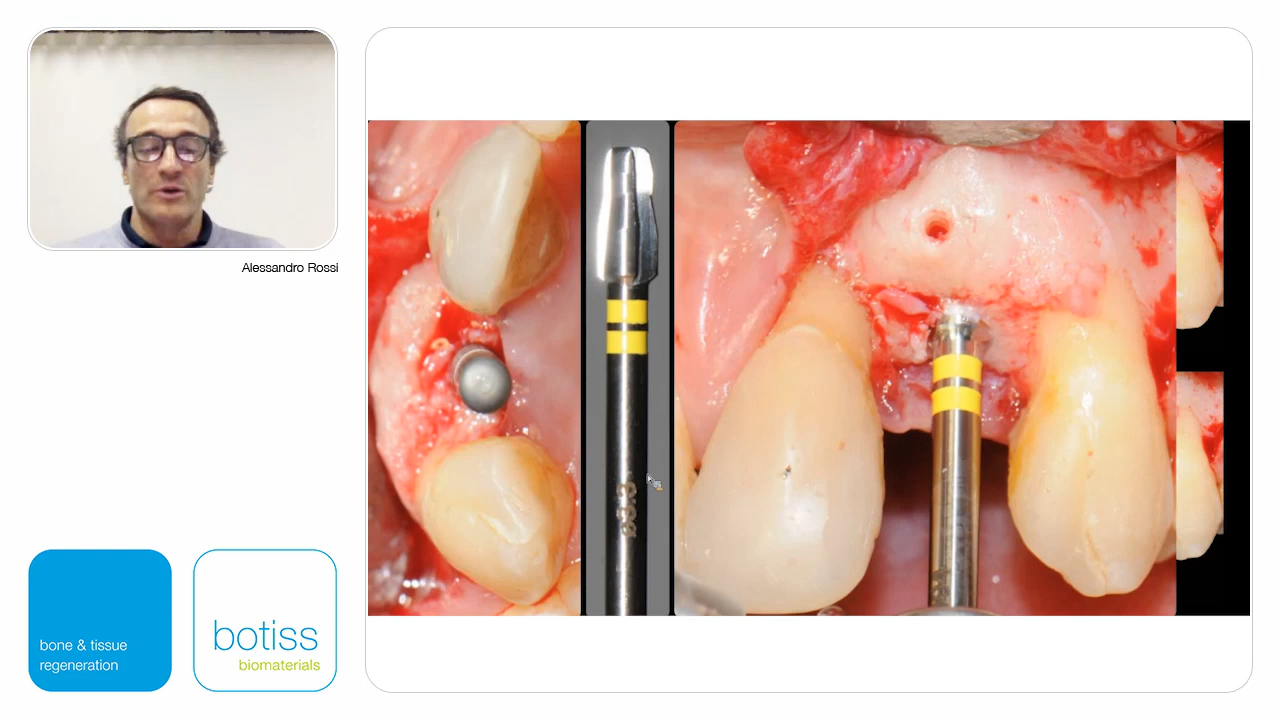 Alessandro Rossi
bone & tissue
regeneration
botiss
biomaterials